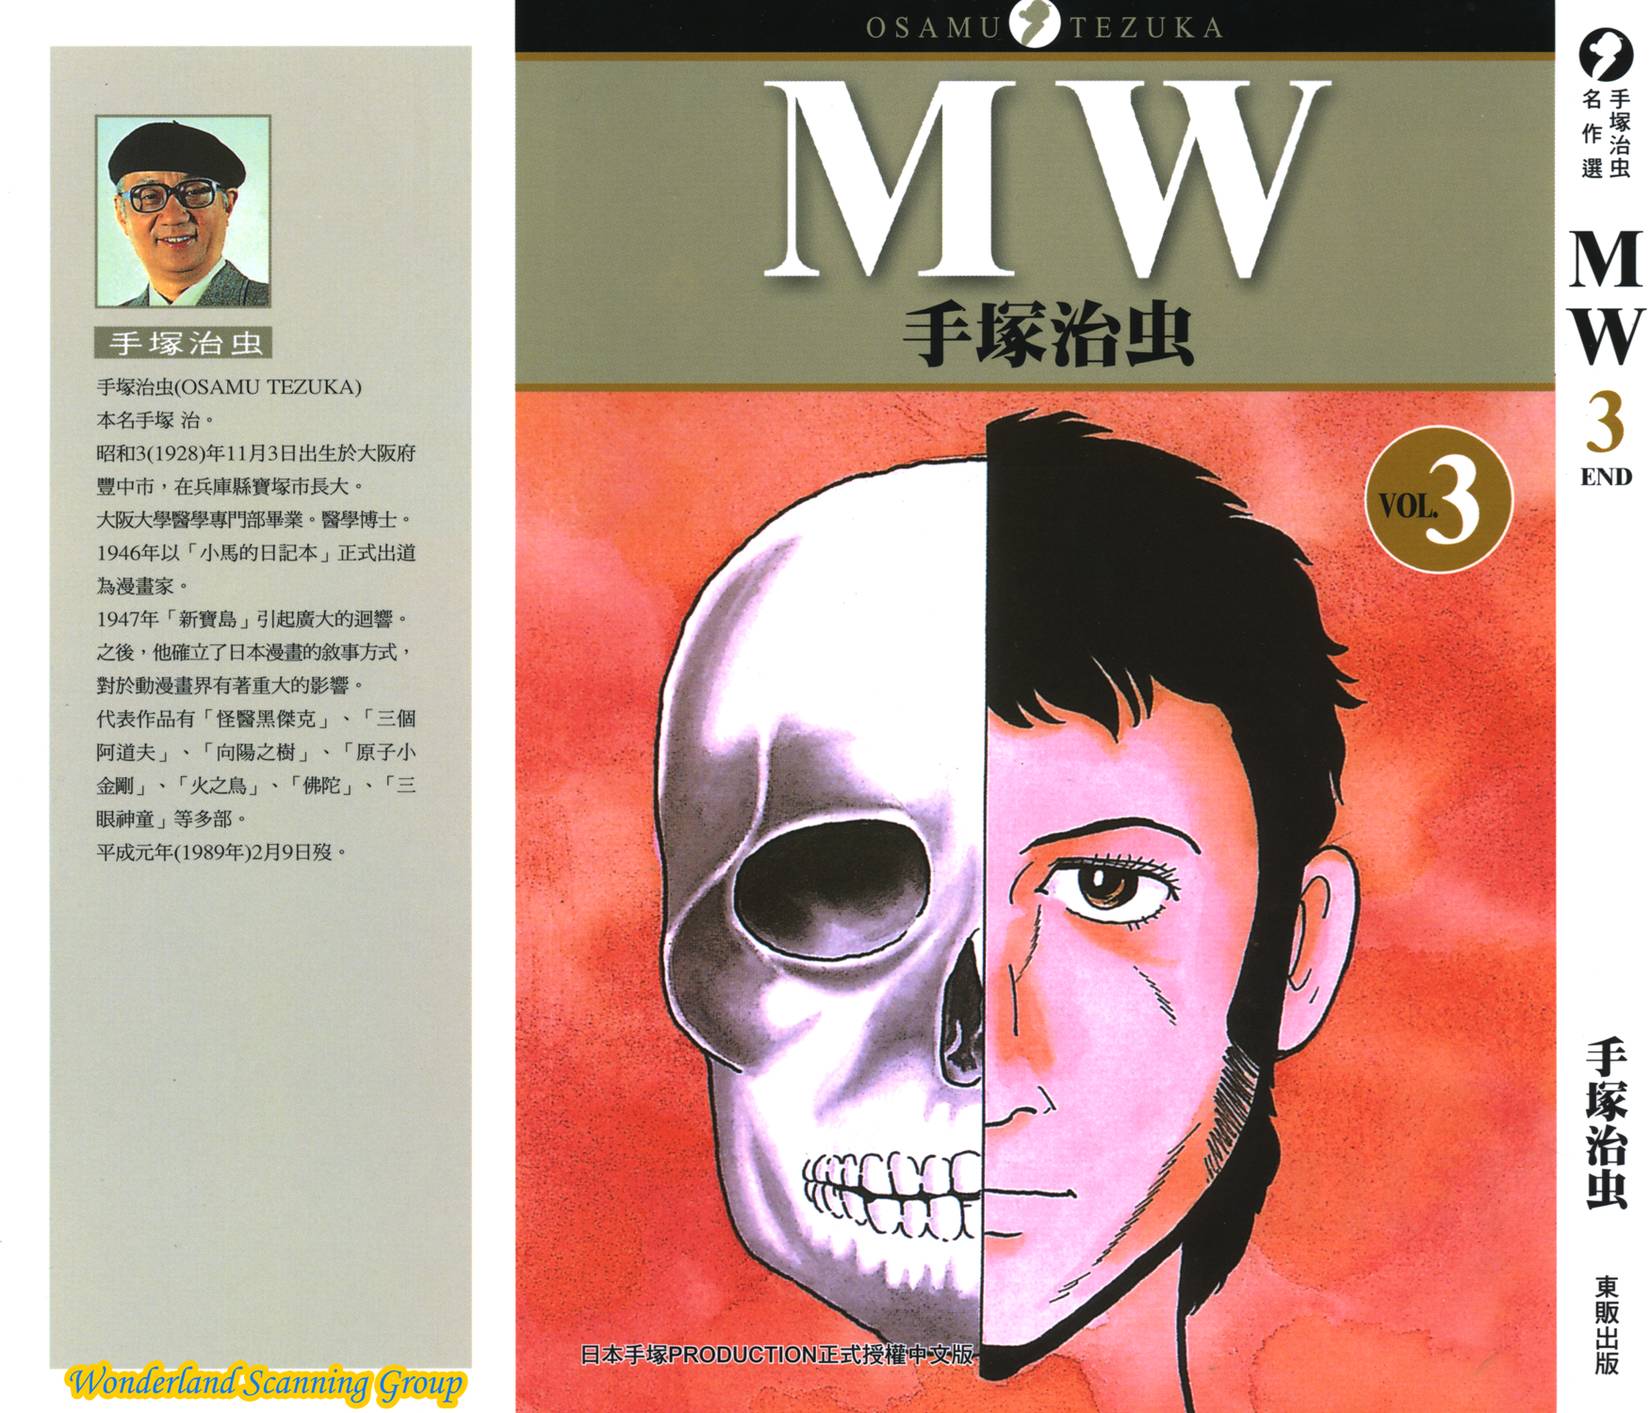 手塚治虫
手塚治虫(OSAMU TEZUKA)
本名手塚 治。
昭和3(1928)年11月3日出生於大阪府
豐中市，在兵庫縣寶塚市長大。
大阪大學醫學專門部畢業。醫學博士。
1946年以「小馬的日記本」正式出道
為漫畫家。
1947年「新寶島」引起廣大的迴響。
之後，他確立了日本漫畫的敘事方式，
對於動漫畫界有著重大的影響。
代表作品有「怪醫黑傑克」、「三個
阿道夫」、「向陽之樹」、「原子小
金剛」、「火之鳥」、「佛陀」、「三
眼神童」等多部。
平成元年(1989年)2月9日歿。
Wonderland Scanning Group
OSAMU TEZUKA
MW
手塚治虫
VOL.3
日本手塚PRODUCTION正式授權中文版
手塚治虫
名作選
MW
3
END
手塚治虫
東販出版